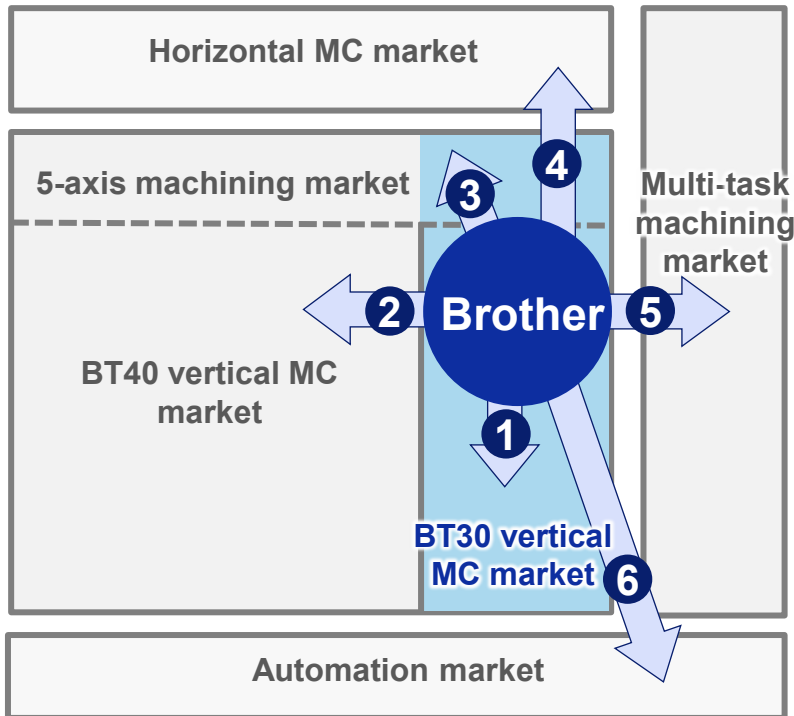 Horizontal MC market
4
5-axis machining market
3
Multi-task
machining
market
2
Brother
5
BT40 vertical MC
market
1
BT30 vertical
MC market
6
Automation market